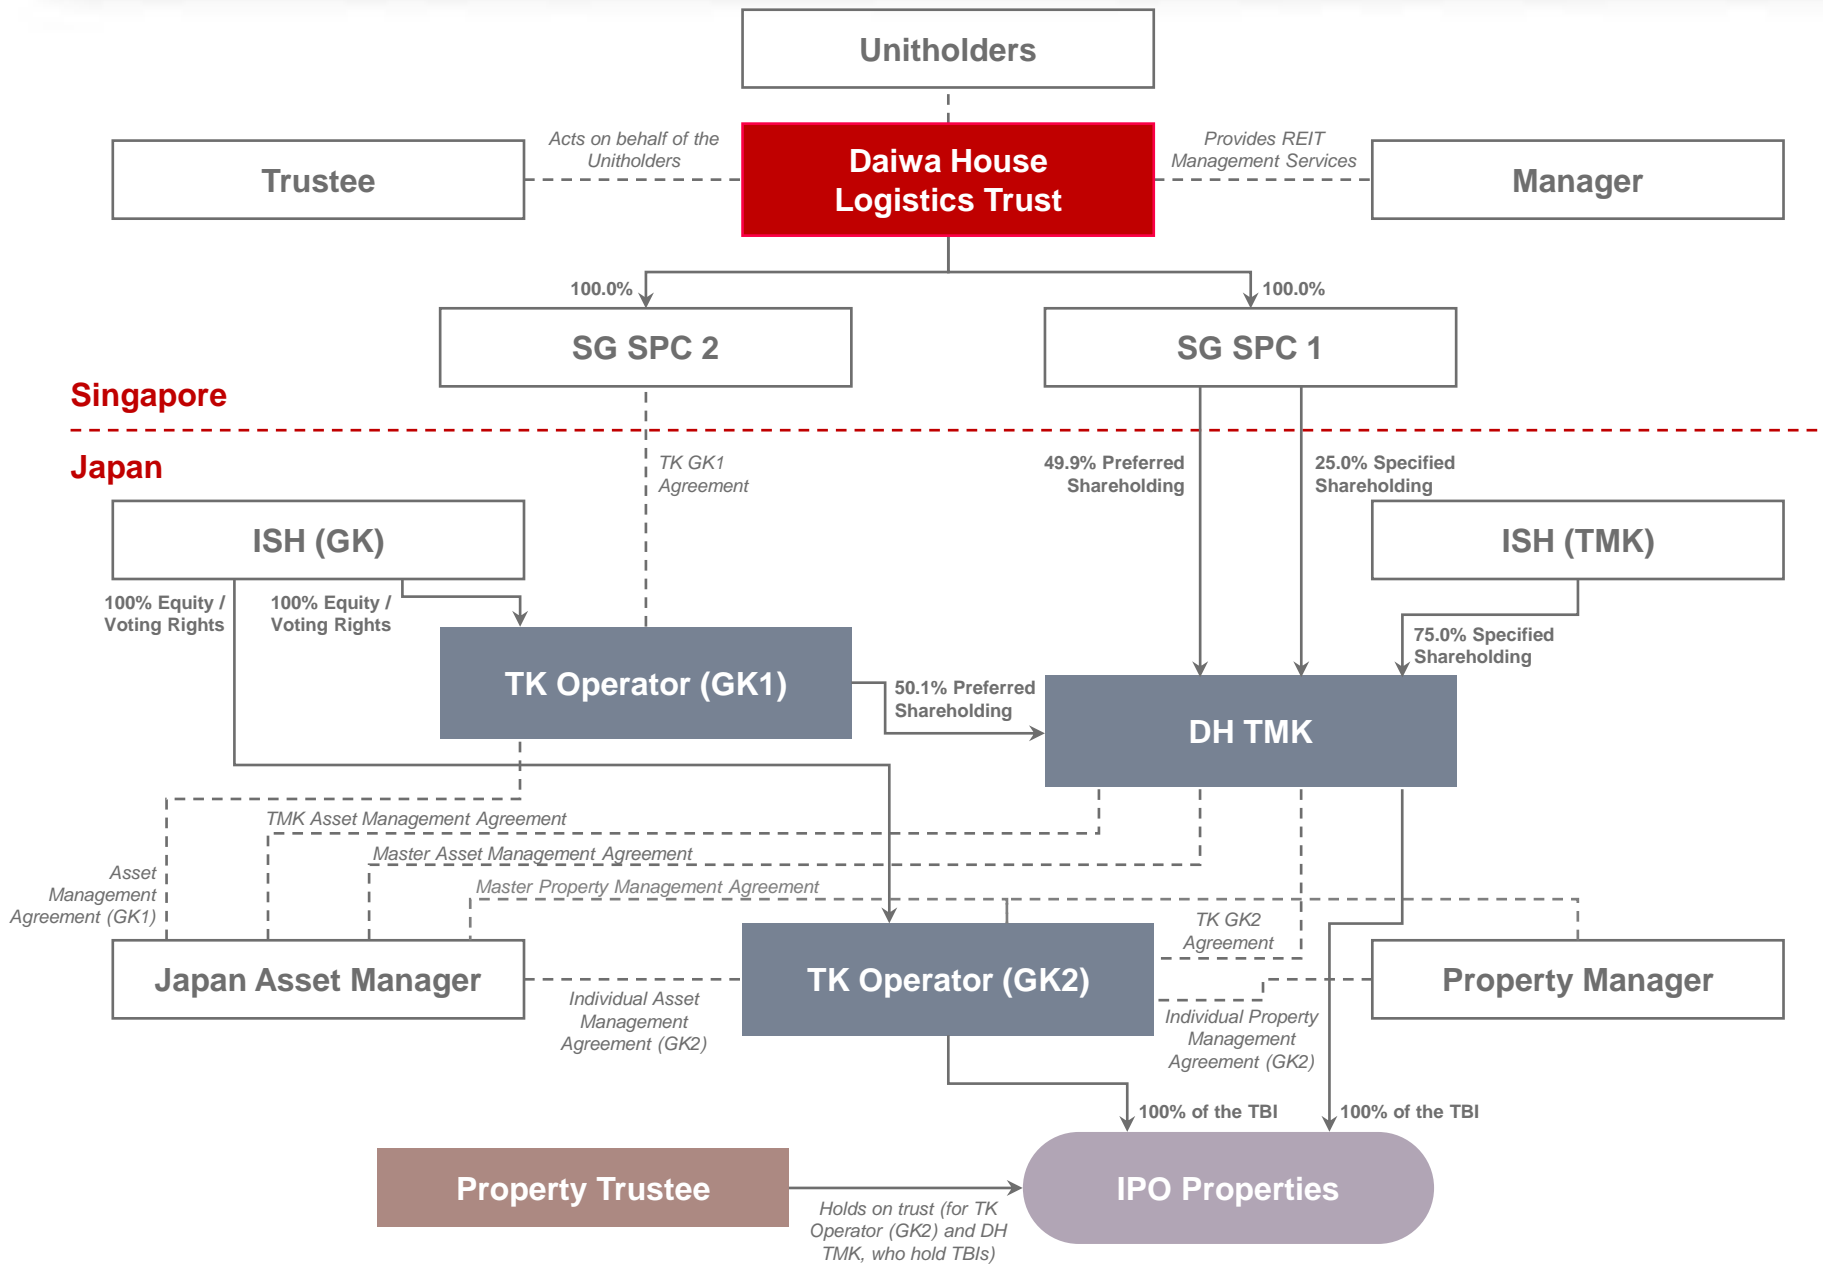 Unitholders
Acts on behalf of the
Unitholders
Provides REIT
Management Services
Trustee
Daiwa House
Logistics Trust
Manager
100.0%
100.0%
SG SPC 2
SG SPC 1
Singapore
Japan
TK GK1
Agreement
49.9% Preferred
Shareholding
25.0% Specified
Shareholding
ISH (GK)
ISH (TMK)
100% Equity /
Voting Rights
100% Equity /
Voting Rights
75.0% Specified
Shareholding
TK Operator (GK1)
50.1% Preferred
Shareholding
DH TMK
TMK Asset Management Agreement
Master Asset Management Agreement
Asset
Management
Agreement (GK1)
Master Property Management Agreement
TK GK2
Agreement
Japan Asset Manager
TK Operator (GK2)
Property Manager
Individual Asset
Management
Agreement (GK2)
Individual Property
Management
Agreement (GK2)
100% of the TBI
100% of the TBI
Property Trustee
IPO Properties
Holds on trust (for TK
Operator (GK2) and DH
TMK, who hold TBIs)